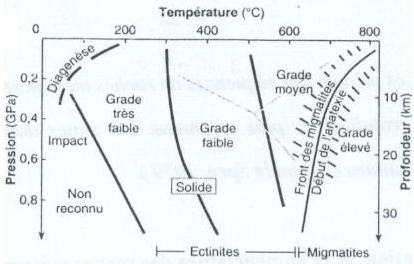 Température (°C)
0 200 400 600 800
Pression (GPa)
0,2
0,4
0,6
0,8
Profondeur (km)
10
20
30
Diagenèse
Impact
Non
reconnu
Grade
très
faible
Grade
faible
Solide
Grade
moyen
Front des migmatites
Début de l'anatexie
Grade
élevé
Ectinites
Migmatites